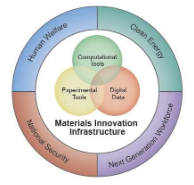 Human Welfare
Clean Energy
Computational
Tools
Experimental
Tools
Digital
Data
Materials Innovation
Infrastructure
National Security
Next Generation Workforce